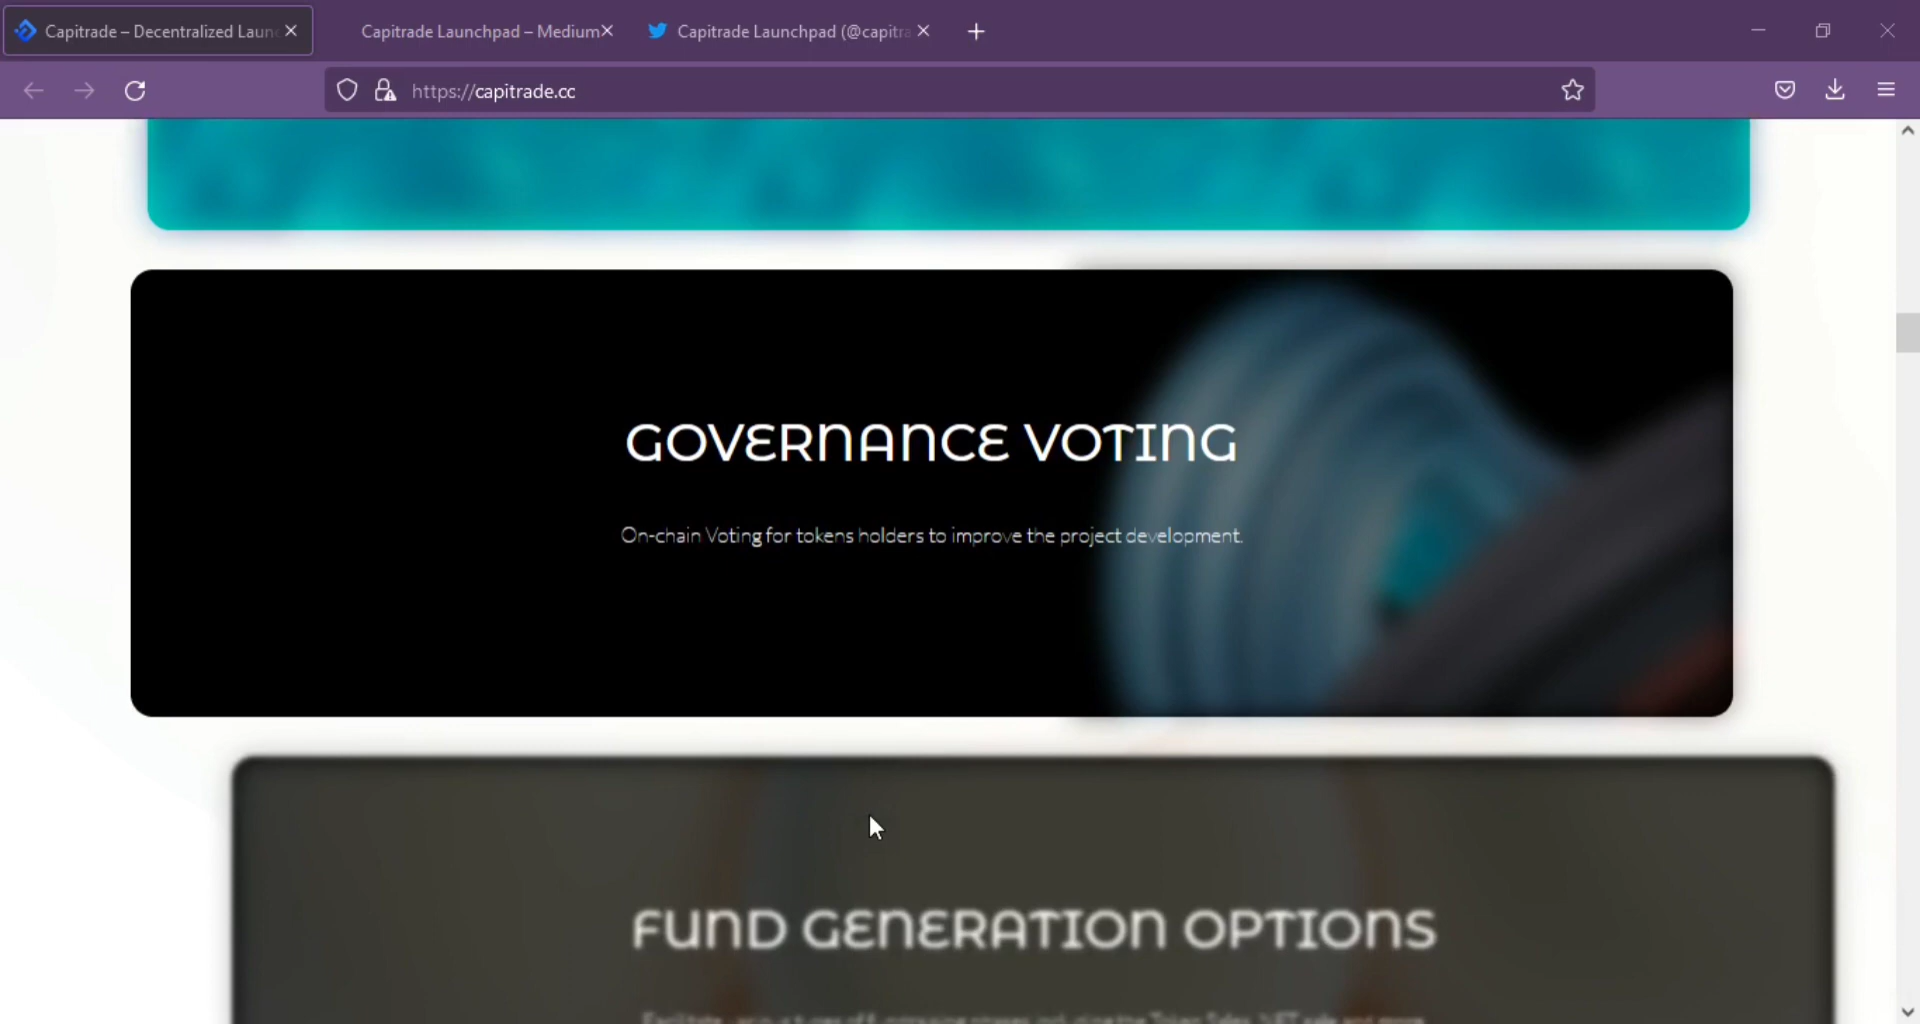 Capitrade – Decentralized Laun
Capitrade Launchpad – Medium
Capitrade Launchpad (@capitra
https://capitrade.cc
GOVERNANCE VOTING
On-chain Voting for tokens holders to improve the project development.
FUND GENERATION OPTIONS